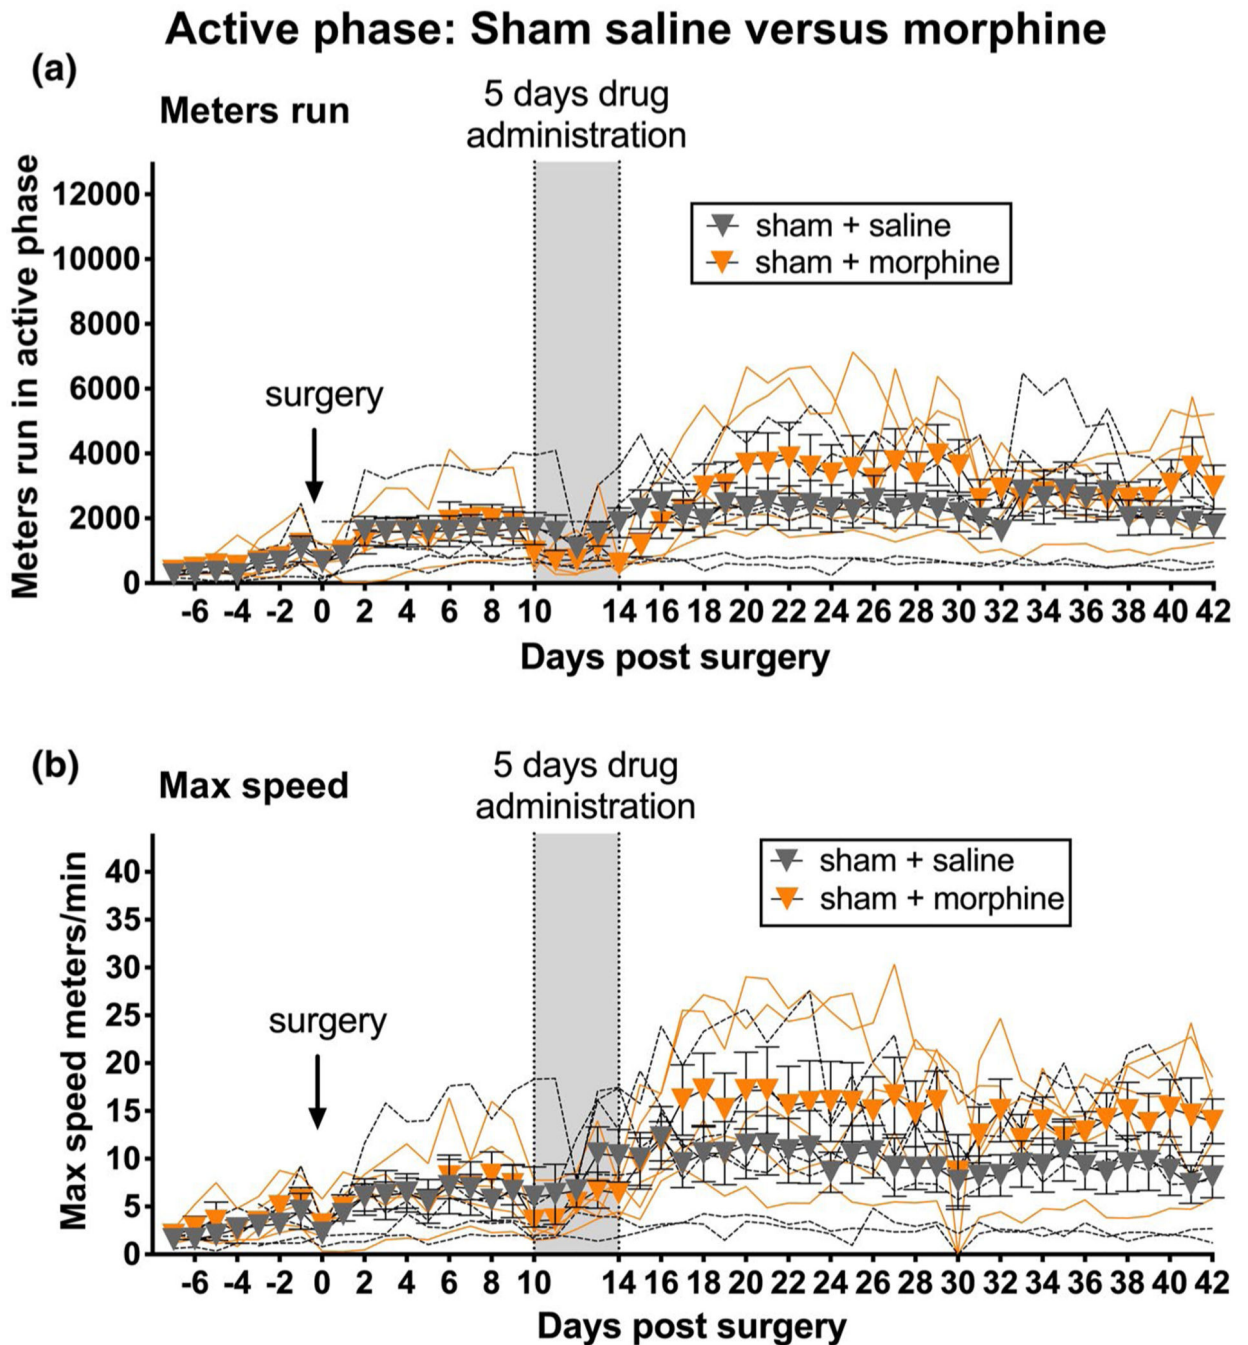 Active phase: Sham saline versus morphine
(a)
Meters run
5 days drug
administration
Meters run in active phase
12000
10000
8000
6000
4000
2000
0
sham + saline
sham + morphine
surgery
-6 -4 -2 0 2 4 6 8 10 12 14 16 18 20 22 24 26 28 30 32 34 36 38 40 42
Days post surgery
(b)
Max speed
5 days drug
administration
Max speed meters/min
40
35
30
25
20
15
10
5
0
sham + saline
sham + morphine
surgery
-6 -4 -2 0 2 4 6 8 10 12 14 16 18 20 22 24 26 28 30 32 34 36 38 40 42
Days post surgery